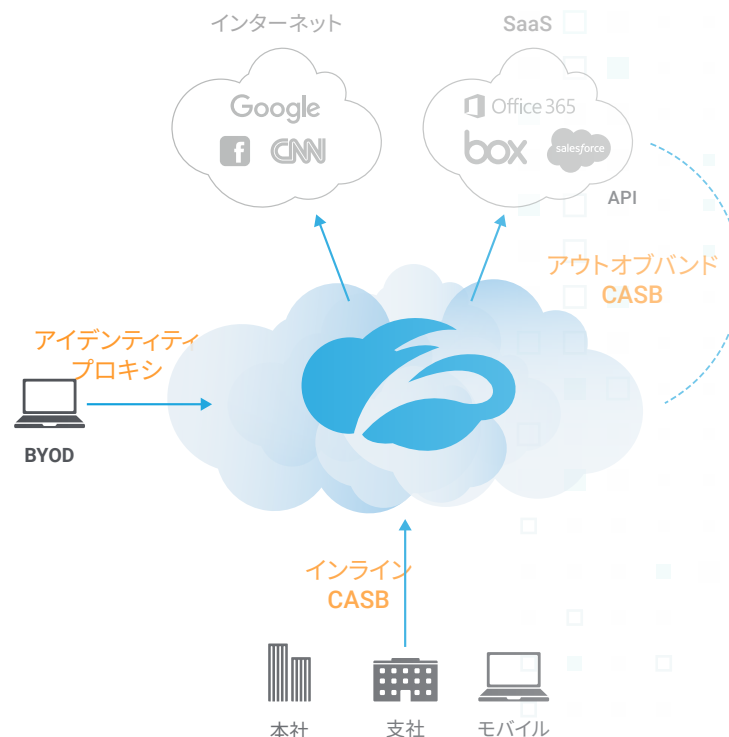 インターネット
SaaS
Google
Office 365
f
CNN
box
salesforce
API
アウトオブバンド
CASB
アイデンティティ
プロキシ
BYOD
インライン
CASB
本社
支社
モバイル